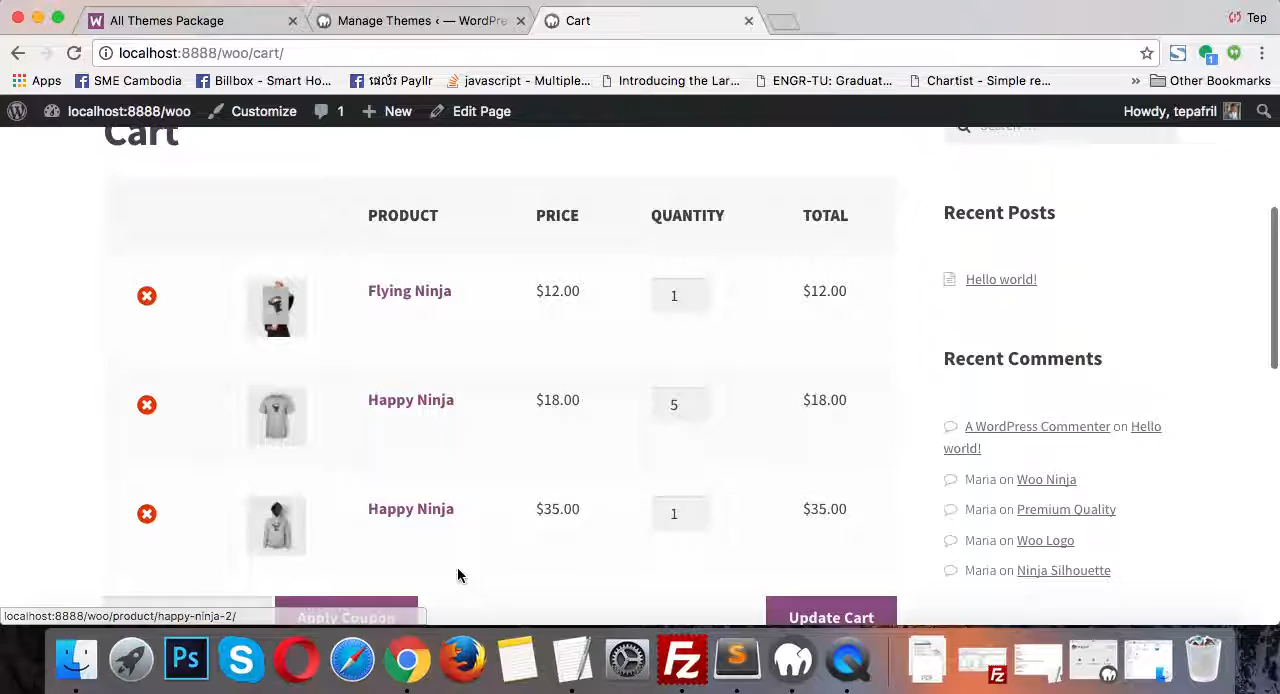 All Themes Package
Manage Themes ‹ — WordPre
Cart
Tep
localhost:8888/woo/cart/
Apps
SME Cambodia
Billbox - Smart Ho...
javascript - Multiple...
Introducing the Lar...
ENGR-TU: Graduat...
Chartist - Simple re...
»
Other Bookmarks
localhost:8888/woo
Customize
1
New
Edit Page
Howdy, tepafril
Cart
Search …
PRODUCT PRICE QUANTITY TOTAL
Flying Ninja $12.00 1 $12.00
Happy Ninja $18.00 5 $18.00
Happy Ninja $35.00 1 $35.00
Apply Coupon
Update Cart
Recent Posts
Hello world!
Recent Comments
A WordPress Commenter on Hello
world!
Maria on Woo Ninja
Maria on Premium Quality
Maria on Woo Logo
Maria on Ninja Silhouette
localhost:8888/woo/product/happy-ninja-2/
Ps
Fz